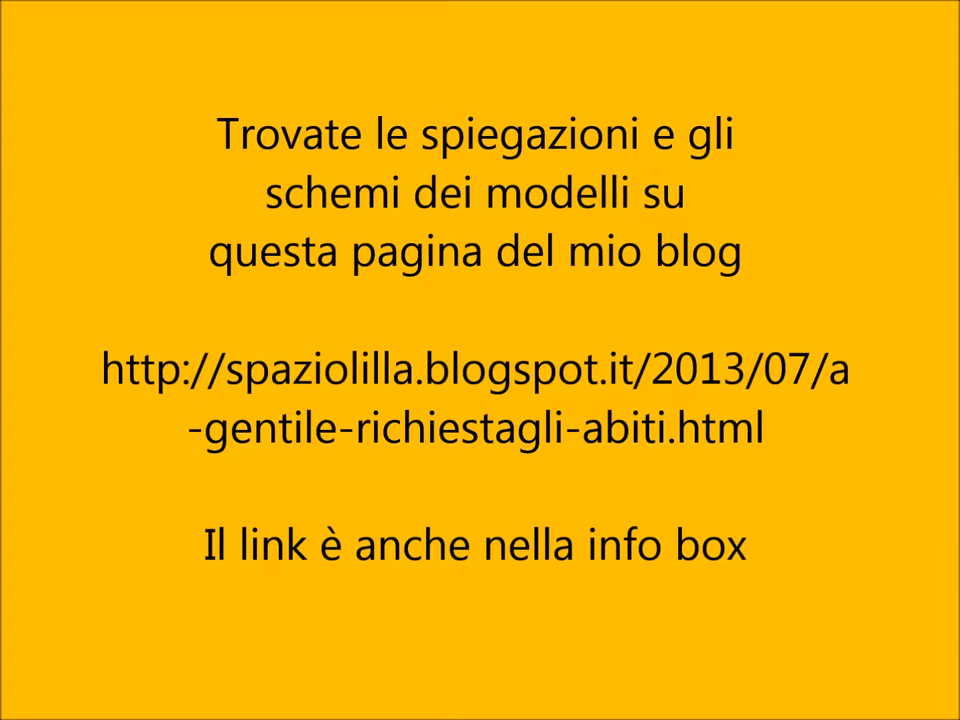 Trovate le spiegazioni e gli
schemi dei modelli su
questa pagina del mio blog
http://spaziolilla.blogspot.it/2013/07/a
-gentile-richiestagli-abiti.html
Il link è anche nella info box